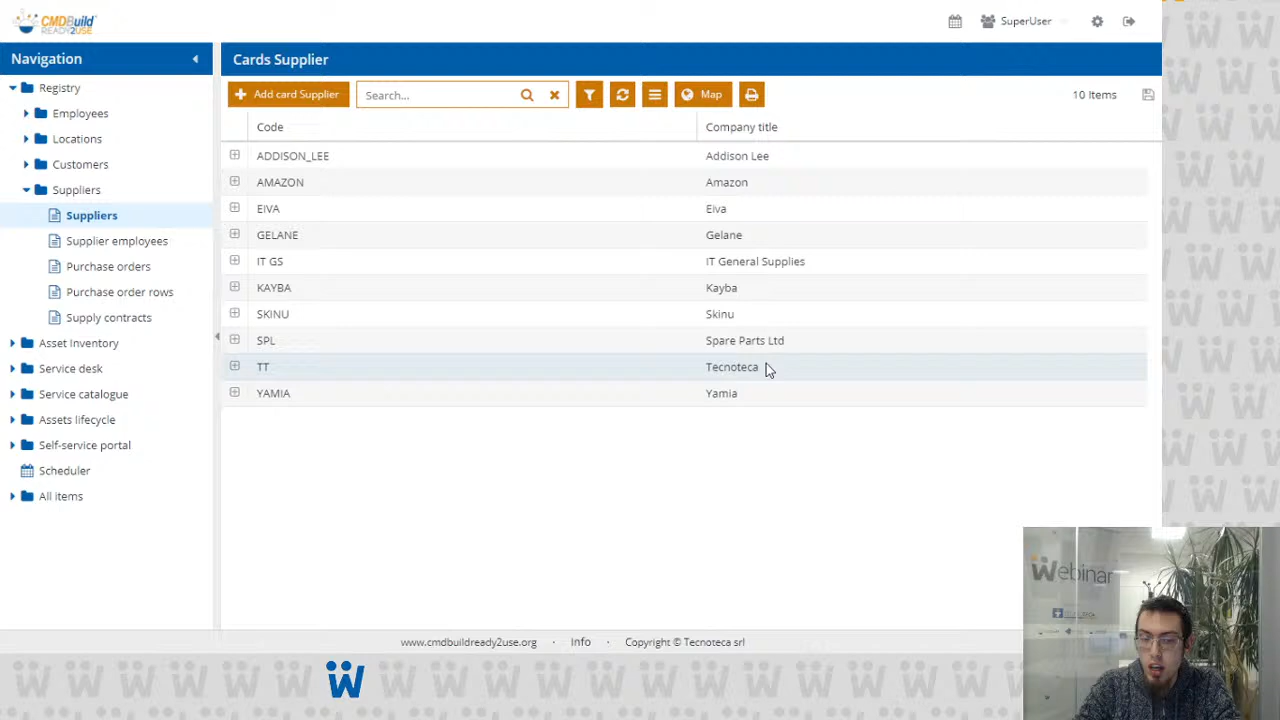 CMDBuild
READY2USE
SuperUser
Navigation
Cards Supplier
Registry
Employees
Locations
Customers
Suppliers
Suppliers
Supplier employees
Purchase orders
Purchase order rows
Supply contracts
Asset Inventory
Service desk
Service catalogue
Assets lifecycle
Self-service portal
Scheduler
All items
Add card Supplier
Search...
Map
10 Items
Code Company title
ADDISON_LEE Addison Lee
AMAZON Amazon
EIVA Eiva
GELANE Gelane
IT GS IT General Supplies
KAYBA Kayba
SKINU Skinu
SPL Spare Parts Ltd
TT Tecnoteca
YAMIA Yamia
www.cmdbuildready2use.org · Info · Copyright © Tecnoteca srl
Webinar